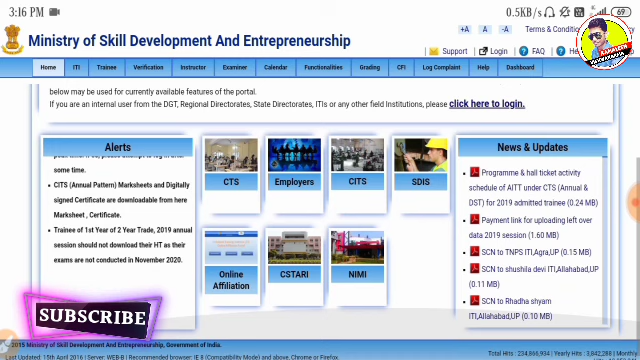 3:16 PM
0.5KB/s
69
+A A -A
Ministry of Skill Development And Entrepreneurship
Support Login FAQ
Home ITI Trainee Verification Instructor Examiner Calendar Functionalities Grading CFI Log Complaint Help Dashboard
below may be used for currently available features of the portal.
If you are an internal user from the DGT, Regional Directorates, State Directorates, ITIs or any other field Institutions, please click here to login.
Alerts
some time.
CITS (Annual Pattern) Marksheets and Digitally
signed Certificate are downloadable from here
Marksheet , Certificate.
Trainee of 1st Year of 2 Year Trade, 2019 annual
session should not download their HT as their
exams are not conducted in November 2020.
CTS
Employers
CITS
SDIS
Online
Affiliation
CSTARI
NIMI
News & Updates
Programme & hall ticket activity
schedule of AITT under CTS (Annual &
DST) for 2019 admitted trainee (0.24 MB)
Payment link for uploading left over
data 2019 session (1.60 MB)
SCN to TNPS ITI,Agra,UP (0.15 MB)
SCN to shushila devi ITI,Allahabad,UP
(0.11 MB)
SCN to Rhadha shyam
ITI,Allahabad,UP (0.10 MB)
SUBSCRIBE
©2015 Ministry of Labour & Employment, Government of India.
Last Updated: 15th April 2016 | Server: WEB-B | Recommended browser: IE 8 (Compatibility Mode) and above, Chrome or Firefox.
Total Hits : 234,866,934 | Yearly Hits : 3,842,286 | Monthly